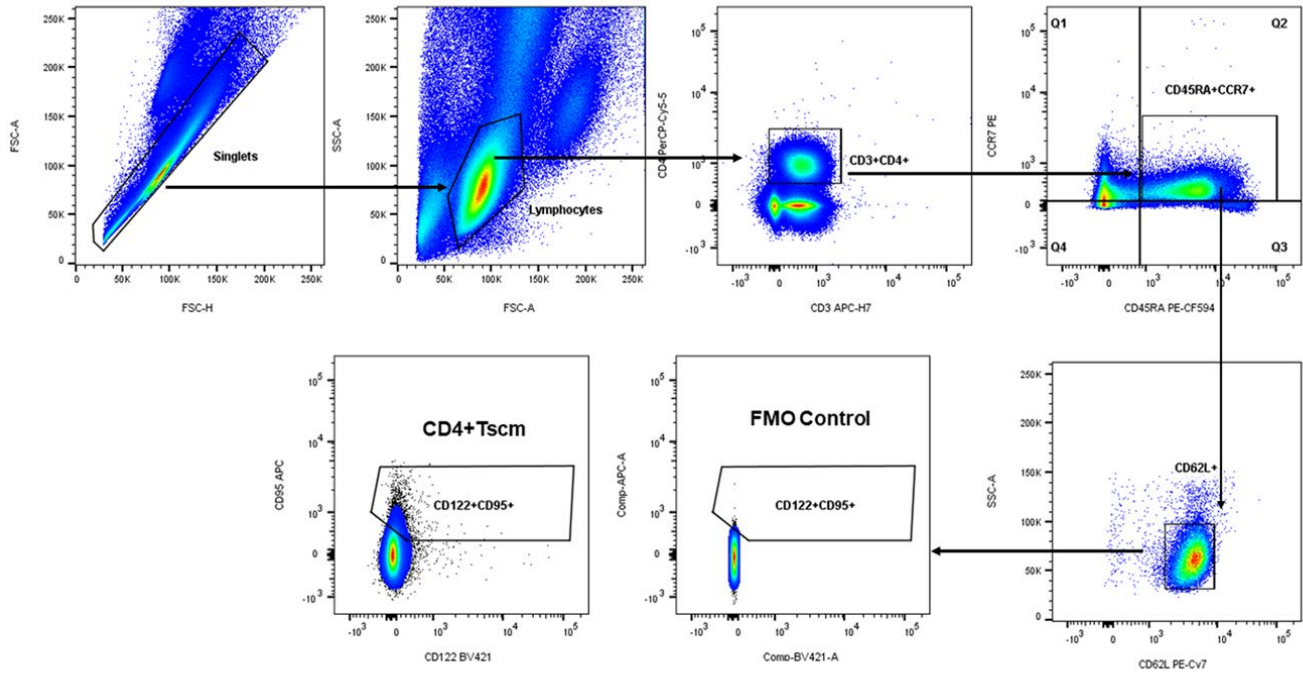 250K
200K
150K
100K
50K
0
FSC-A
Singlets
0
50K
100K
150K
200K
250K
FSC-H
250K
200K
150K
100K
50K
0
SSC-A
Lymphocytes
0
50K
100K
150K
200K
250K
FSC-A
10^5
10^4
10^3
0
-10^3
CD4 PerCP-Cy5-5
CD3+CD4+
-10^3
0
10^3
10^4
10^5
CD3 APC-H7
10^5
10^4
10^3
0
-10^3
CCR7 PE
Q1
Q2
CD45RA+CCR7+
Q4
Q3
-10^3
0
10^3
10^4
10^5
CD45RA PE-CF594
10^5
10^4
10^3
0
-10^3
CD95 APC
CD4+Tscm
CD122+CD95+
-10^3
0
10^3
10^4
10^5
CD122 BV421
10^5
10^4
10^3
0
-10^3
Comp-APC-A
FMO Control
CD122+CD95+
-10^3
0
10^3
10^4
10^5
Comp-BV421-A
250K
200K
150K
100K
50K
0
SSC-A
CD62L+
-10^3
0
10^3
10^4
10^5
CD62L PE-Cy7